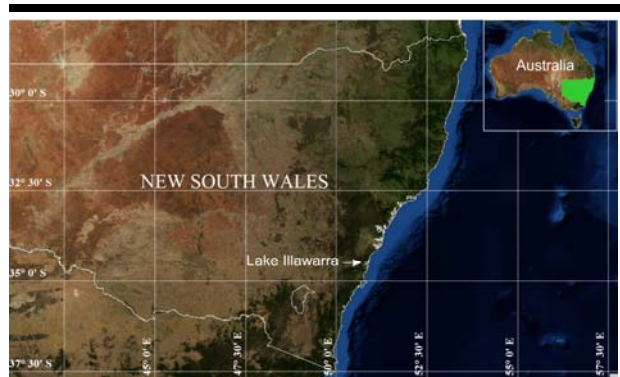 Australia
30° 0' S
NEW SOUTH WALES
32° 30' S
Lake Illawarra
35° 0' S
37° 30' S
45° 0' E
47° 30' E
50° 0' E
52° 30' E
55° 0' E
57° 30' E